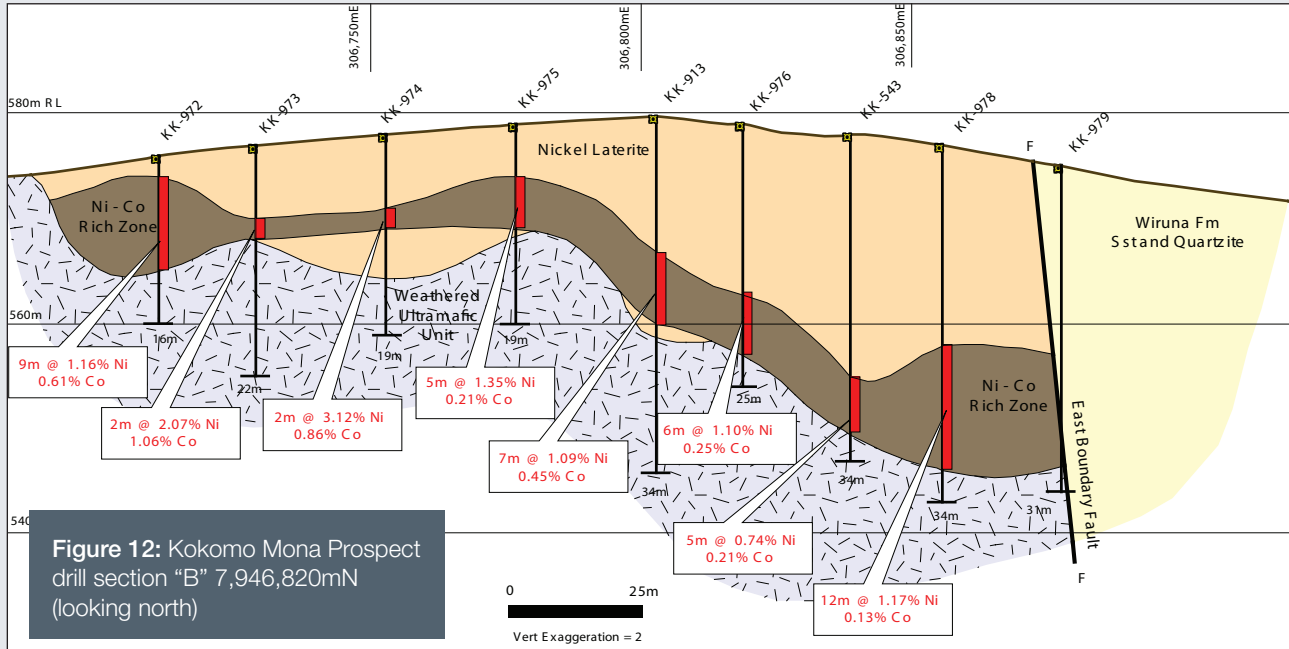 306,750mE
306,800mE
306,850mE
580m R L
KK-972
KK-973
KK-974
KK-975
KK-913
KK-976
KK-543
KK-978
F
KK-979
Nickel Laterite
Ni - Co
Rich Zone
Wiruna Fm
S st and Quartzite
560m
Weathered
Ultramafic
Unit
16m
22m
19m
19m
34m
25m
34m
34m
31m
Ni - Co
Rich Zone
East Boundary Fault
F
9m @ 1.16% Ni
0.61% Co
2m @ 2.07% Ni
1.06% Co
2m @ 3.12% Ni
0.86% Co
5m @ 1.35% Ni
0.21% Co
7m @ 1.09% Ni
0.45% Co
6m @ 1.10% Ni
0.25% Co
5m @ 0.74% Ni
0.21% Co
12m @ 1.17% Ni
0.13% Co
540
Figure 12: Kokomo Mona Prospect
drill section “B” 7,946,820mN
(looking north)
0 25m
Vert Exaggeration = 2